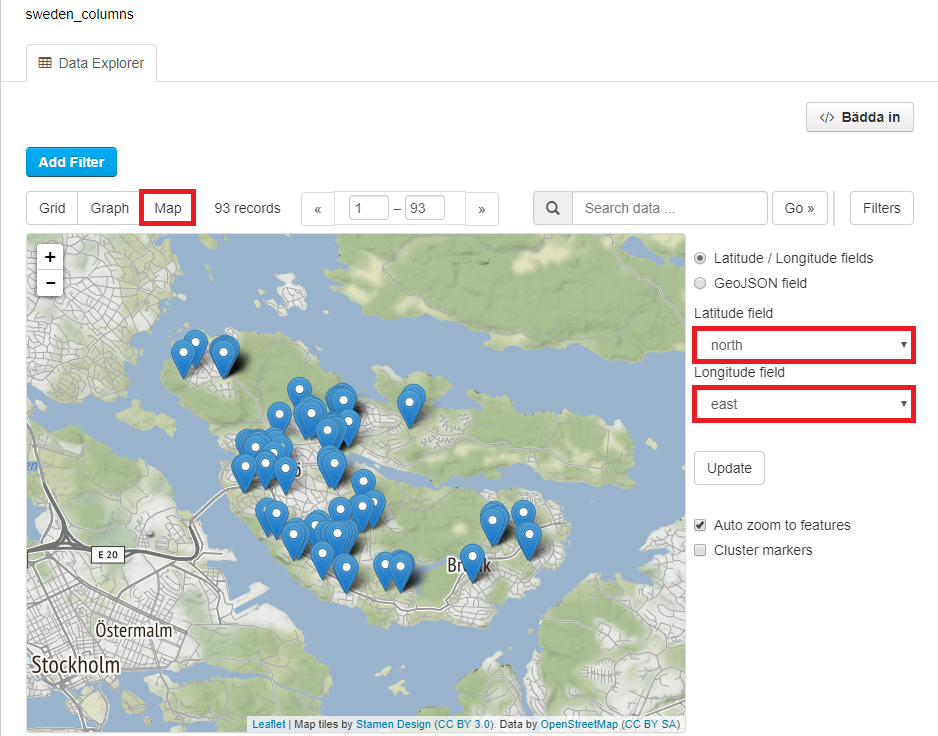 sweden_columns
Data Explorer
</> Bädda in
Add Filter
Grid Graph Map 93 records « 1 – 93 » Search data ... Go » Filters
+
−
Latitude / Longitude fields
GeoJSON field
Latitude field
north
Longitude field
east
Update
Auto zoom to features
Cluster markers
E 20
Östermalm
Stockholm
Leaflet | Map tiles by Stamen Design (CC BY 3.0). Data by OpenStreetMap (CC BY SA)